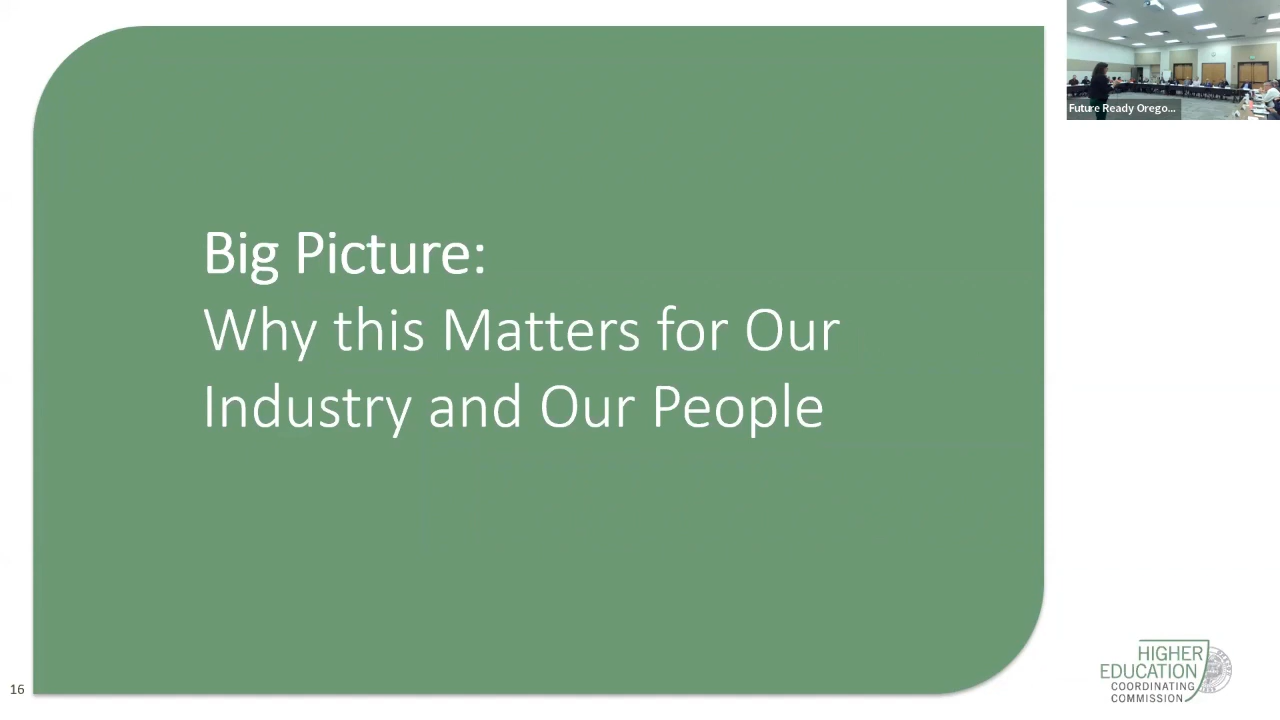 Big Picture:
Why this Matters for Our
Industry and Our People
Future Ready Orego...
16
HIGHER
EDUCATION
COORDINATING
COMMISSION